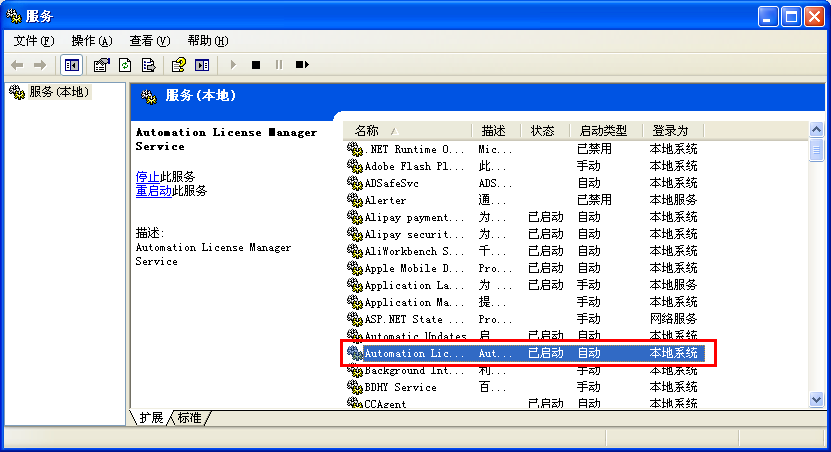 服务
文件(F) 操作(A) 查看(V) 帮助(H)
服务(本地)
服务(本地)
Automation License Manager
Service
停止此服务
重启动此服务
描述:
Automation License Manager
Service
名称 描述 状态 启动类型 登录为
.NET Runtime O... Mic... 已禁用 本地系统
Adobe Flash Pl... 此... 手动 本地系统
ADSafeSvc ADS... 自动 本地系统
Alerter 通... 已禁用 本地服务
Alipay payment... 为... 已启动 自动 本地系统
Alipay securit... 为... 已启动 自动 本地系统
AliWorkbench S... 千... 已启动 自动 本地系统
Apple Mobile D... Pro... 已启动 自动 本地系统
Application La... 为 ... 已启动 自动 本地服务
Application Ma... 提... 手动 本地系统
ASP.NET State ... Pro... 手动 网络服务
Automatic Updates 启... 已启动 自动 本地系统
Automation Lic... Aut... 已启动 自动 本地系统
Background Int... 利... 手动 本地系统
BDHY Service 百... 手动 本地系统
CCAgent 已启动 自动 本地系统
扩展 标准